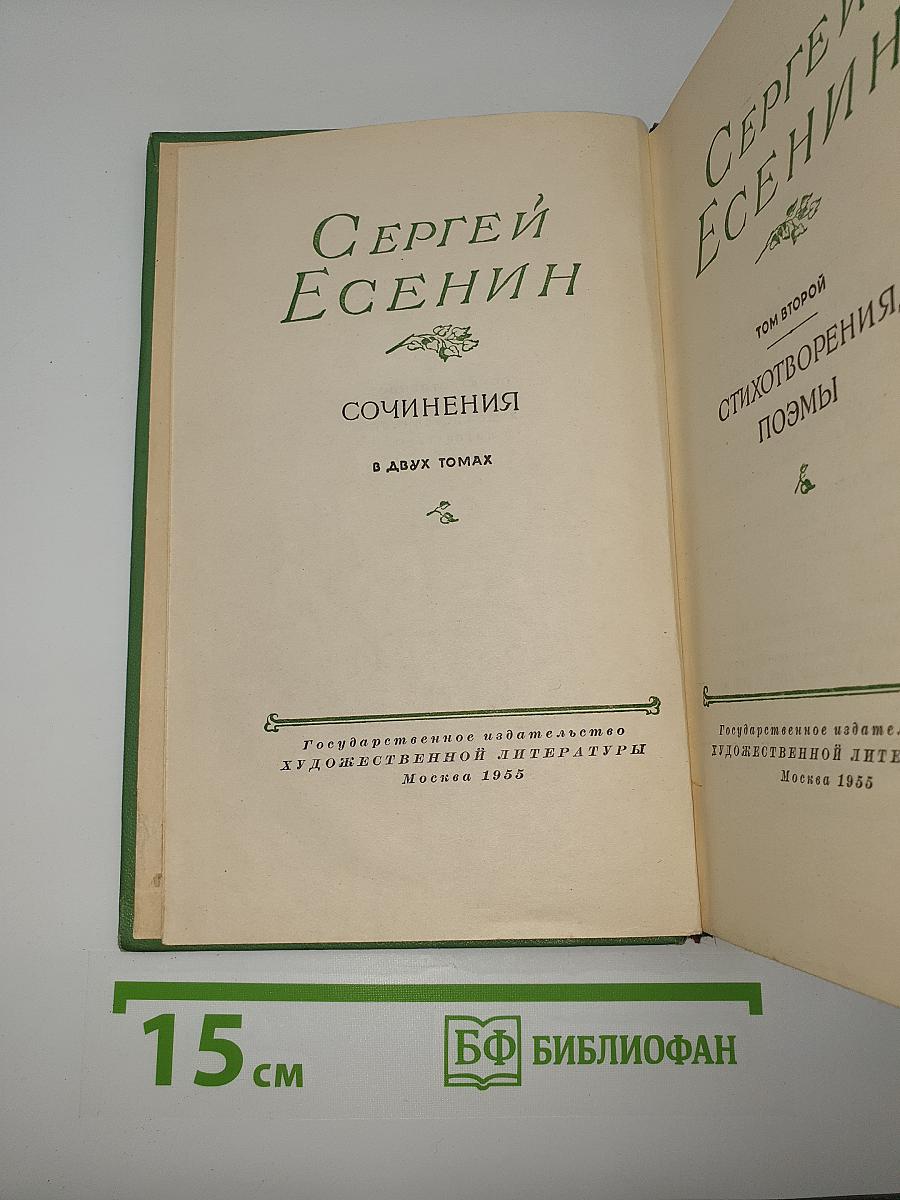 СЕРГЕЙ
ЕСЕНИН
СОЧИНЕНИЯ
В ДВУХ ТОМАХ
Государственное издательство
ХУДОЖЕСТВЕННОЙ ЛИТЕРАТУРЫ
Москва 1955
СЕРГЕЙ
ЕСЕНИН
ТОМ ВТОРОЙ
СТИХОТВОРЕНИЯ,
ПОЭМЫ
Государственное издате
ХУДОЖЕСТВЕННОЙ ЛИТЕ
Москва 1955
15 см
БФ БИБЛИОФАН